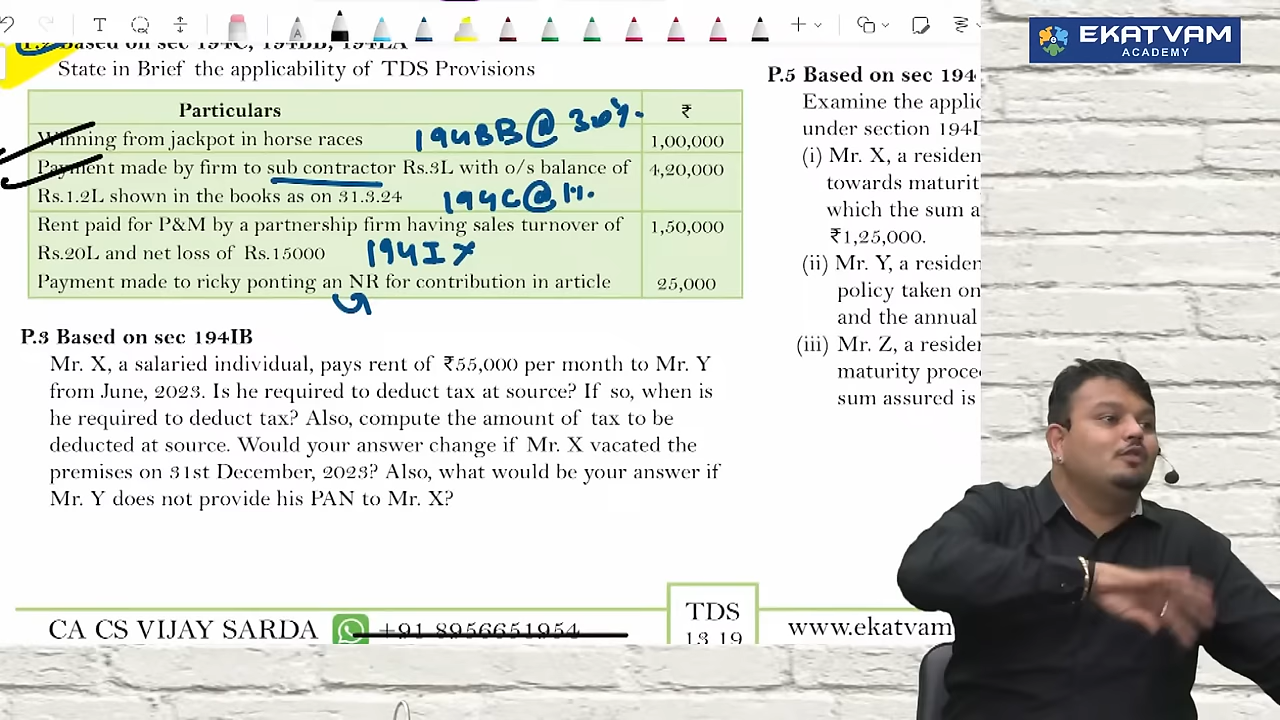 T
EKATVAM
ACADEMY
Based on sec 194C, 194BB, 194LA
State in Brief the applicability of TDS Provisions
Particulars ₹
Winning from jackpot in horse races 194BB@30%. 1,00,000
Payment made by firm to sub contractor Rs.3L with o/s balance of 4,20,000
Rs.1.2L shown in the books as on 31.3.24 194C@1%.
Rent paid for P&M by a partnership firm having sales turnover of 1,50,000
Rs.20L and net loss of Rs.15000 194I X
Payment made to ricky ponting an NR for contribution in article 25,000
P.3 Based on sec 194IB
Mr. X, a salaried individual, pays rent of ₹55,000 per month to Mr. Y
from June, 2023. Is he required to deduct tax at source? If so, when is
he required to deduct tax? Also, compute the amount of tax to be
deducted at source. Would your answer change if Mr. X vacated the
premises on 31st December, 2023? Also, what would be your answer if
Mr. Y does not provide his PAN to Mr. X?
P.5 Based on sec 194
Examine the
under section
(i) Mr. X, a
towards
which the sum a
₹1,25,000.
(ii) Mr. Y, a
policy taken on
and the annual
(iii) Mr. Z, a
maturity
sum assured is
CA CS VIJAY SARDA +91 8956651954
TDS
13.19
www.ekatvam